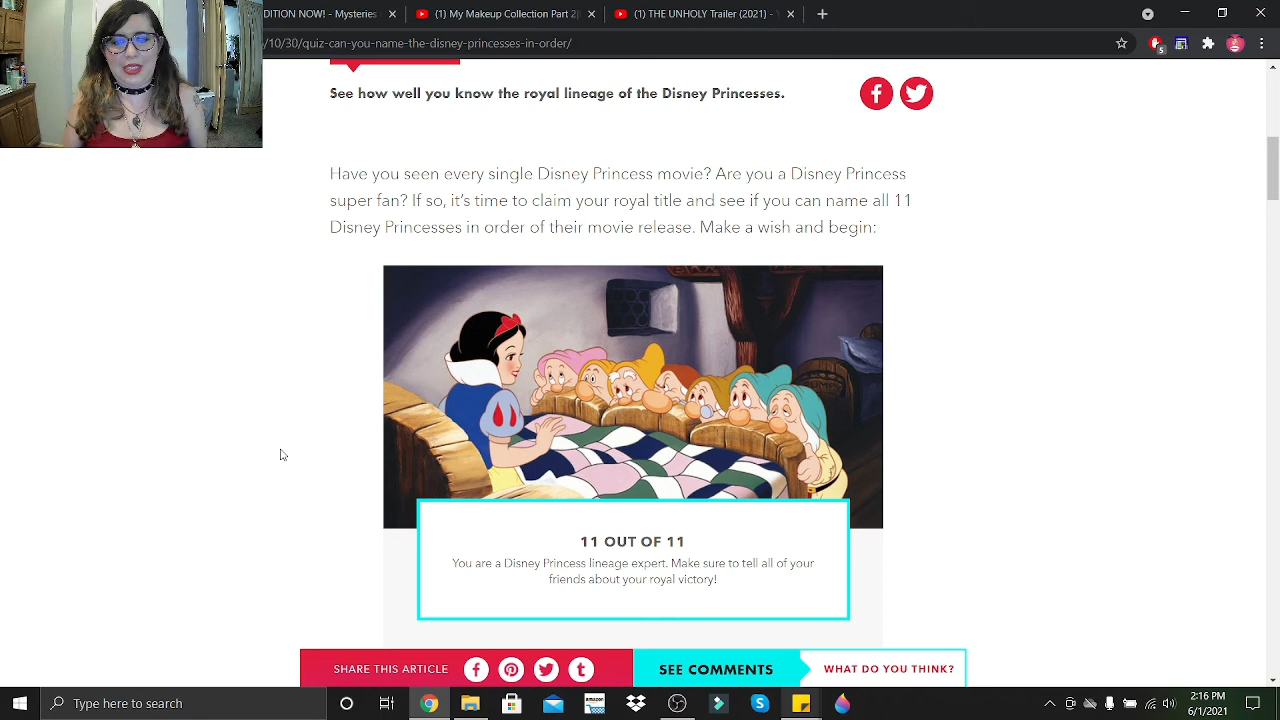 DITION NOW! - Mysteries
(1) My Makeup Collection Part 2|
(1) THE UNHOLY Trailer (2021) -
/10/30/quiz-can-you-name-the-disney-princesses-in-order/
5
See how well you know the royal lineage of the Disney Princesses.
Have you seen every single Disney Princess movie? Are you a Disney Princess
super fan? If so, it's time to claim your royal title and see if you can name all 11
Disney Princesses in order of their movie release. Make a wish and begin:
11 OUT OF 11
You are a Disney Princess lineage expert. Make sure to tell all of your
friends about your royal victory!
SHARE THIS ARTICLE
SEE COMMENTS
WHAT DO YOU THINK?
Type here to search
amazon
2:16 PM
6/1/2021